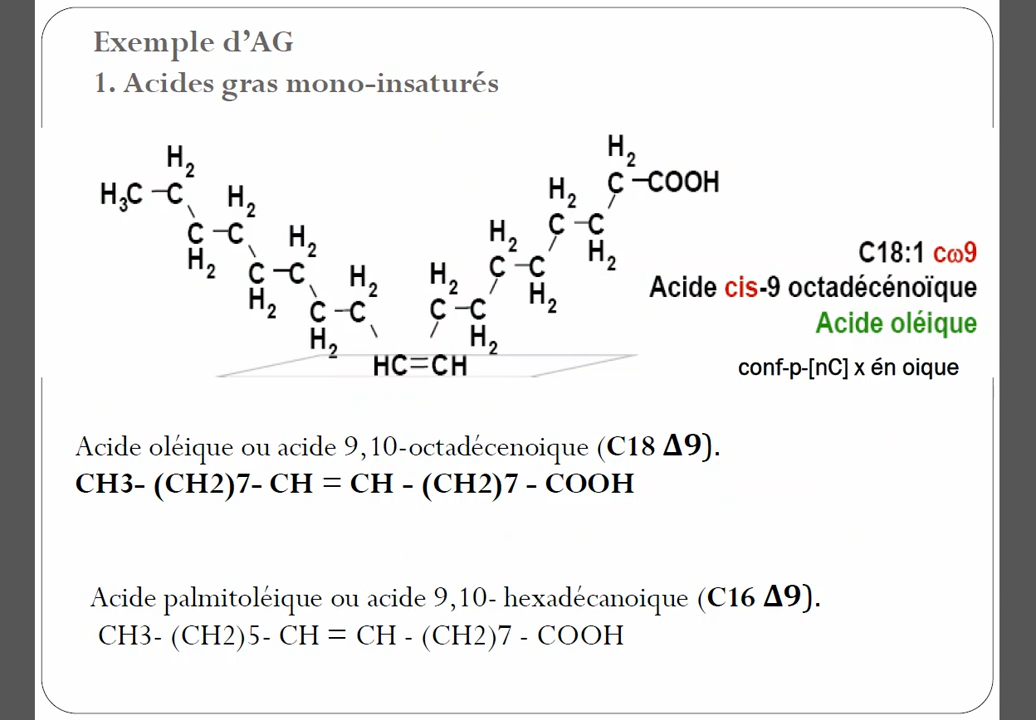 Exemple d'AG
1. Acides gras mono-insaturés
H2
H2
H3C –C
–COOH
C
H2
H2
C –C
C –C
H2
H2
H2
H2
C –C
C –C
H2
H2
H2
H2
C –C
C –C
H2
H2
HC=CH
C18:1 cω9
Acide cis-9 octadécénoïque
Acide oléique
conf-p-[nC] x én oique
Acide oléique ou acide 9,10-octadécenoique (C18 Δ9).
CH3- (CH2)7- CH = CH - (CH2)7 - COOH
Acide palmitoléique ou acide 9,10- hexadécanoique (C16 Δ9).
CH3- (CH2)5- CH = CH - (CH2)7 - COOH